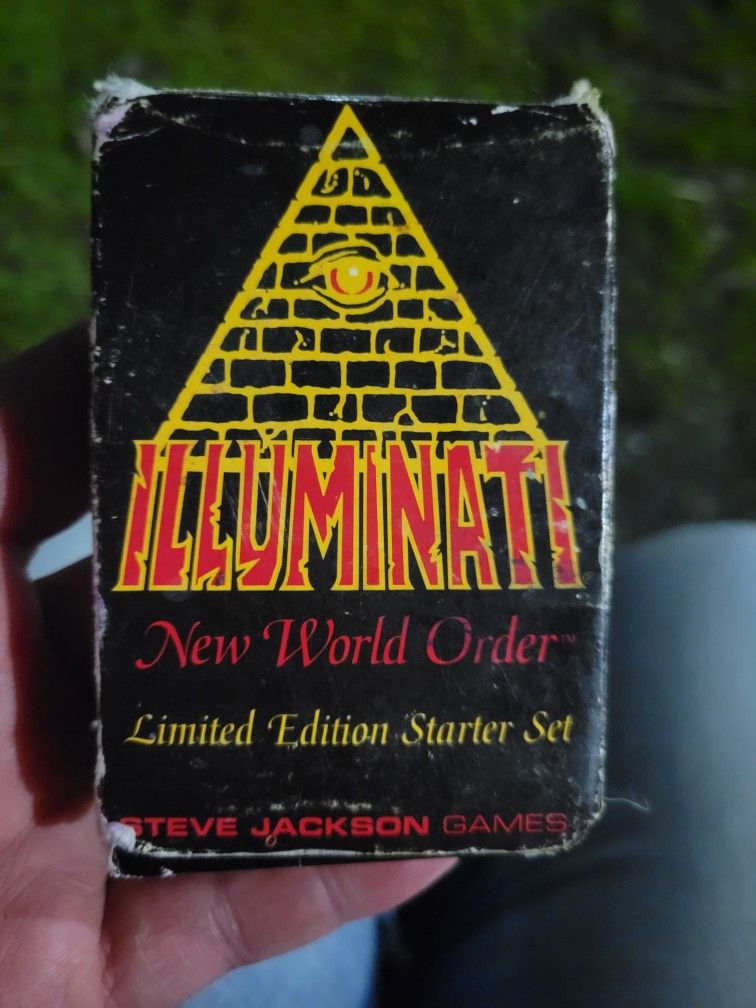 ILLUMINATI
New World Order™
Limited Edition Starter Set
STEVE JACKSON GAMES